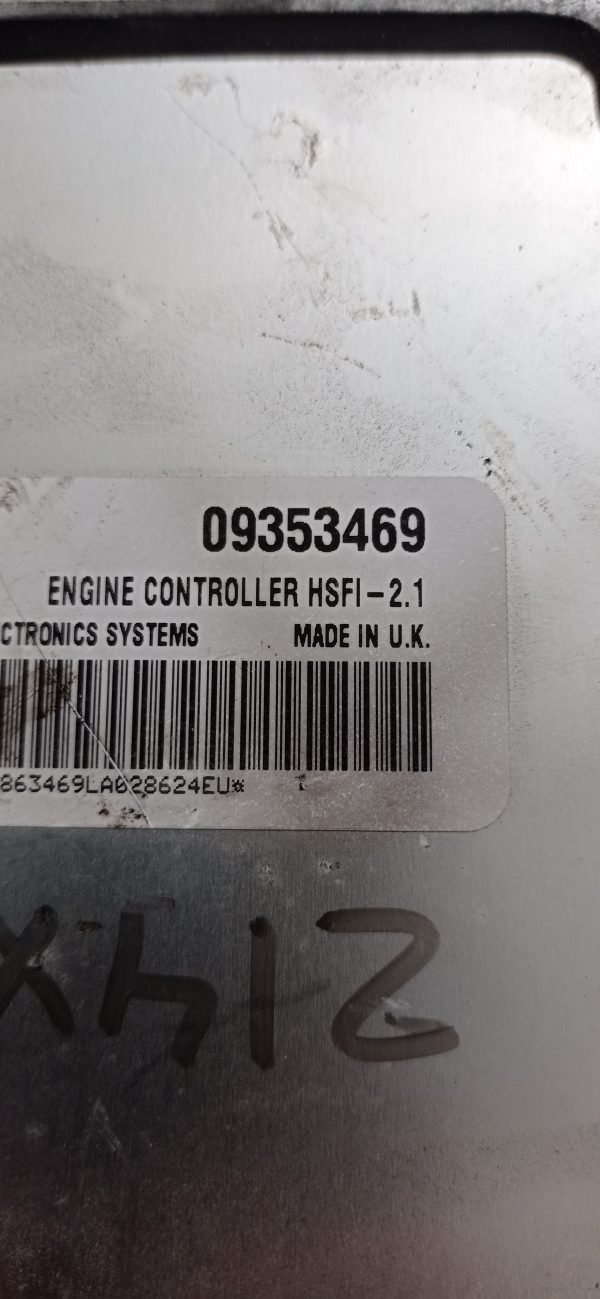 09353469
ENGINE CONTROLLER HSFI-2.1
CTRONICS SYSTEMS MADE IN U.K.
863469LA028624EU*